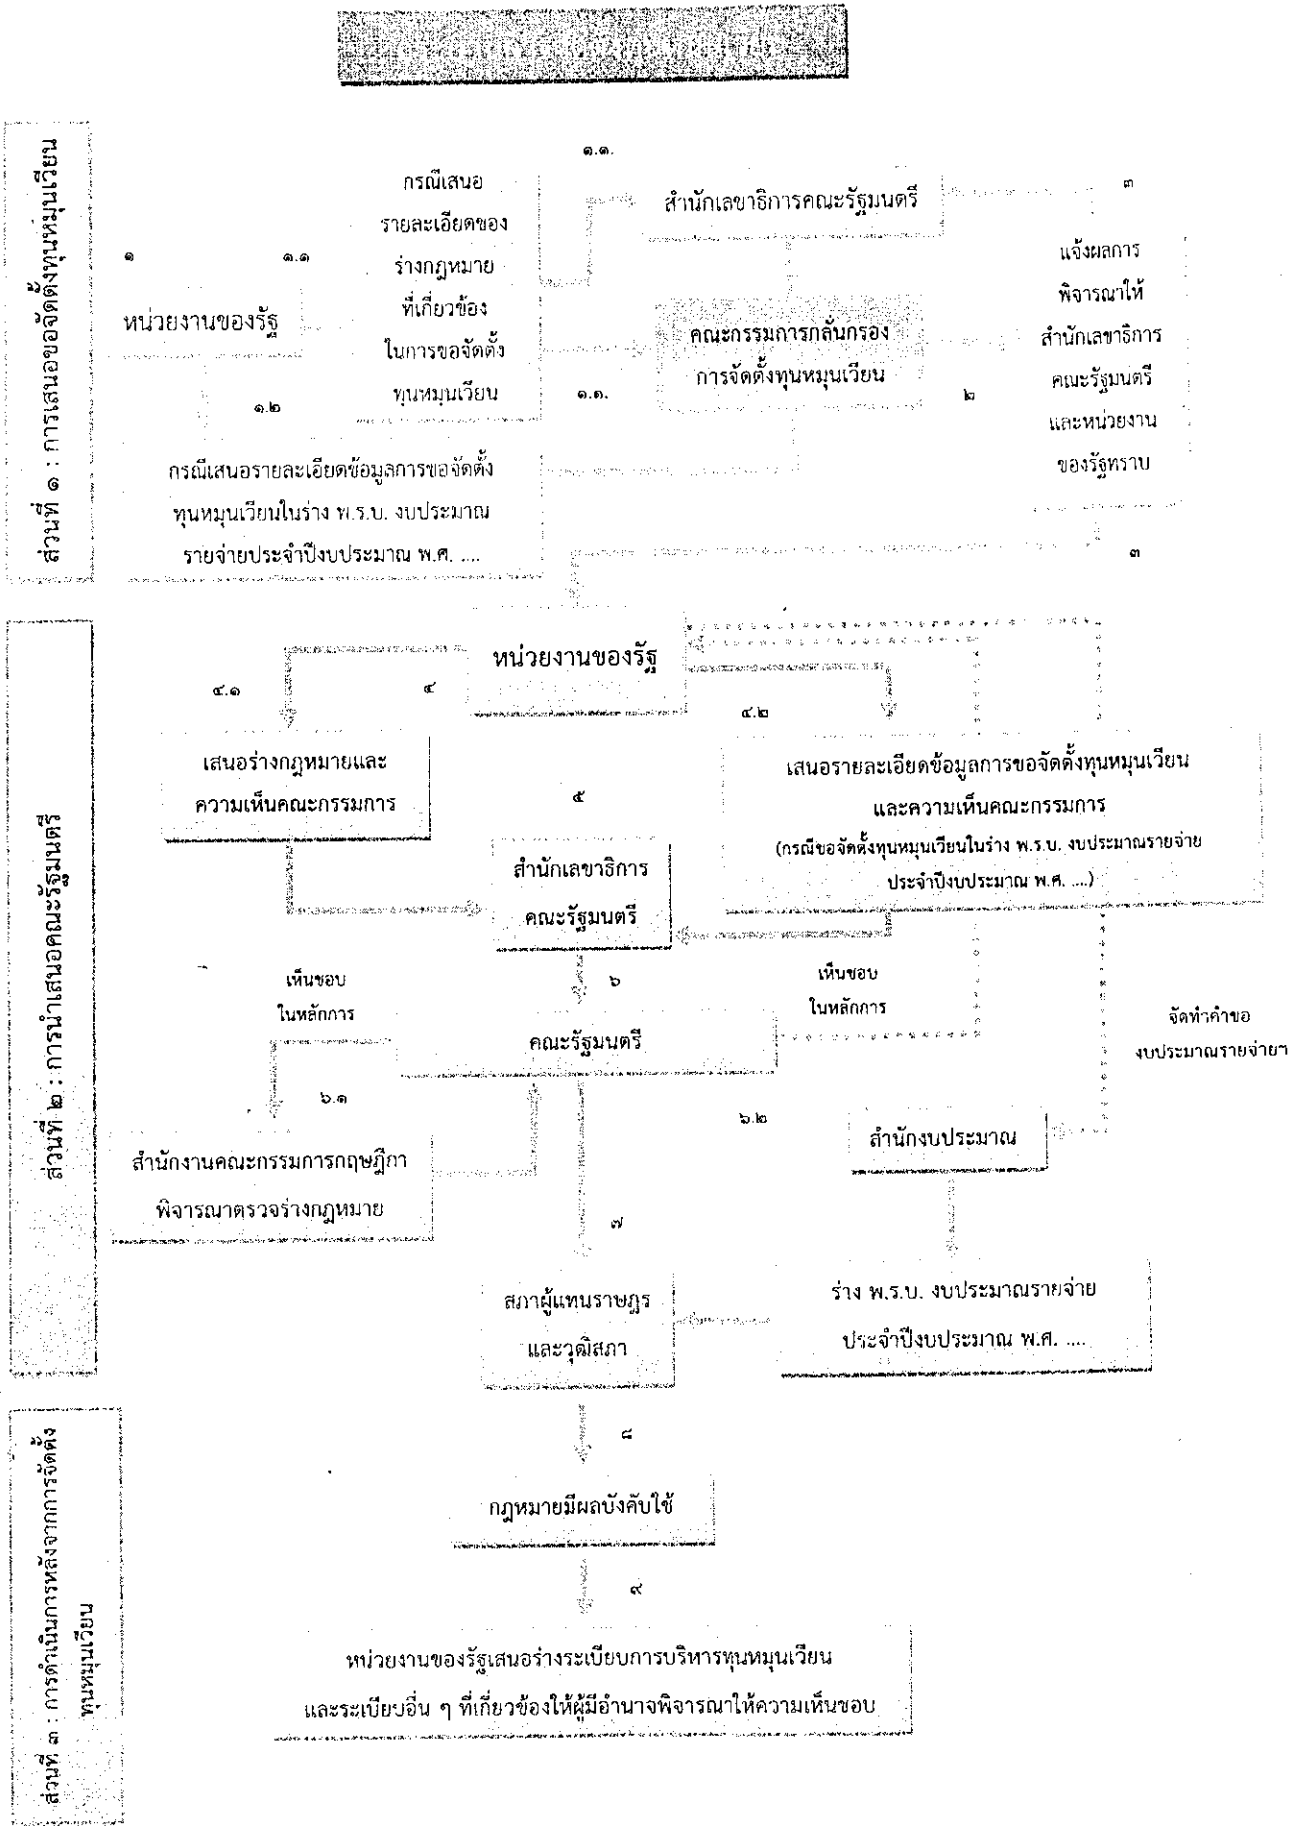 ส่วนที่ ๑ : การเสนอขอจัดตั้งทุนหมุนเวียน
๑
หน่วยงานของรัฐ
๑.๑
กรณีเสนอ
รายละเอียดของ
ร่างกฎหมาย
ที่เกี่ยวข้อง
ในการขอจัดตั้ง
ทุนหมุนเวียน
๑.๑.
สำนักเลขาธิการคณะรัฐมนตรี
๓
คณะกรรมการกลั่นกรอง
การจัดตั้งทุนหมุนเวียน
๑.๑.
๒
แจ้งผลการ
พิจารณาให้
สำนักเลขาธิการ
คณะรัฐมนตรี
และหน่วยงาน
ของรัฐทราบ
๑.๒
กรณีเสนอรายละเอียดข้อมูลการขอจัดตั้ง
ทุนหมุนเวียนในร่าง พ.ร.บ. งบประมาณ
รายจ่ายประจำปีงบประมาณ พ.ศ. ....
๓
ส่วนที่ ๒ : การนำเสนอคณะรัฐมนตรี
หน่วยงานของรัฐ
๔.๑
๔
๔.๒
เสนอร่างกฎหมายและ
ความเห็นคณะกรรมการ
เสนอรายละเอียดข้อมูลการขอจัดตั้งทุนหมุนเวียน
และความเห็นคณะกรรมการ
(กรณีขอจัดตั้งทุนหมุนเวียนในร่าง พ.ร.บ. งบประมาณรายจ่าย
ประจำปีงบประมาณ พ.ศ. ....)
๕
สำนักเลขาธิการ
คณะรัฐมนตรี
เห็นชอบ
ในหลักการ
๖
เห็นชอบ
ในหลักการ
คณะรัฐมนตรี
จัดทำคำขอ
งบประมาณรายจ่ายฯ
๖.๑
๖.๒
สำนักงานคณะกรรมการกฤษฎีกา
พิจารณาตรวจร่างกฎหมาย
สำนักงบประมาณ
๗
สภาผู้แทนราษฎร
และวุฒิสภา
ร่าง พ.ร.บ. งบประมาณรายจ่าย
ประจำปีงบประมาณ พ.ศ. ....
ส่วนที่ ๓ : การดำเนินการหลังจากการจัดตั้ง
ทุนหมุนเวียน
๘
กฎหมายมีผลบังคับใช้
๙
หน่วยงานของรัฐเสนอร่างระเบียบการบริหารทุนหมุนเวียน
และระเบียบอื่น ๆ ที่เกี่ยวข้องให้ผู้มีอำนาจพิจารณาให้ความเห็นชอบ